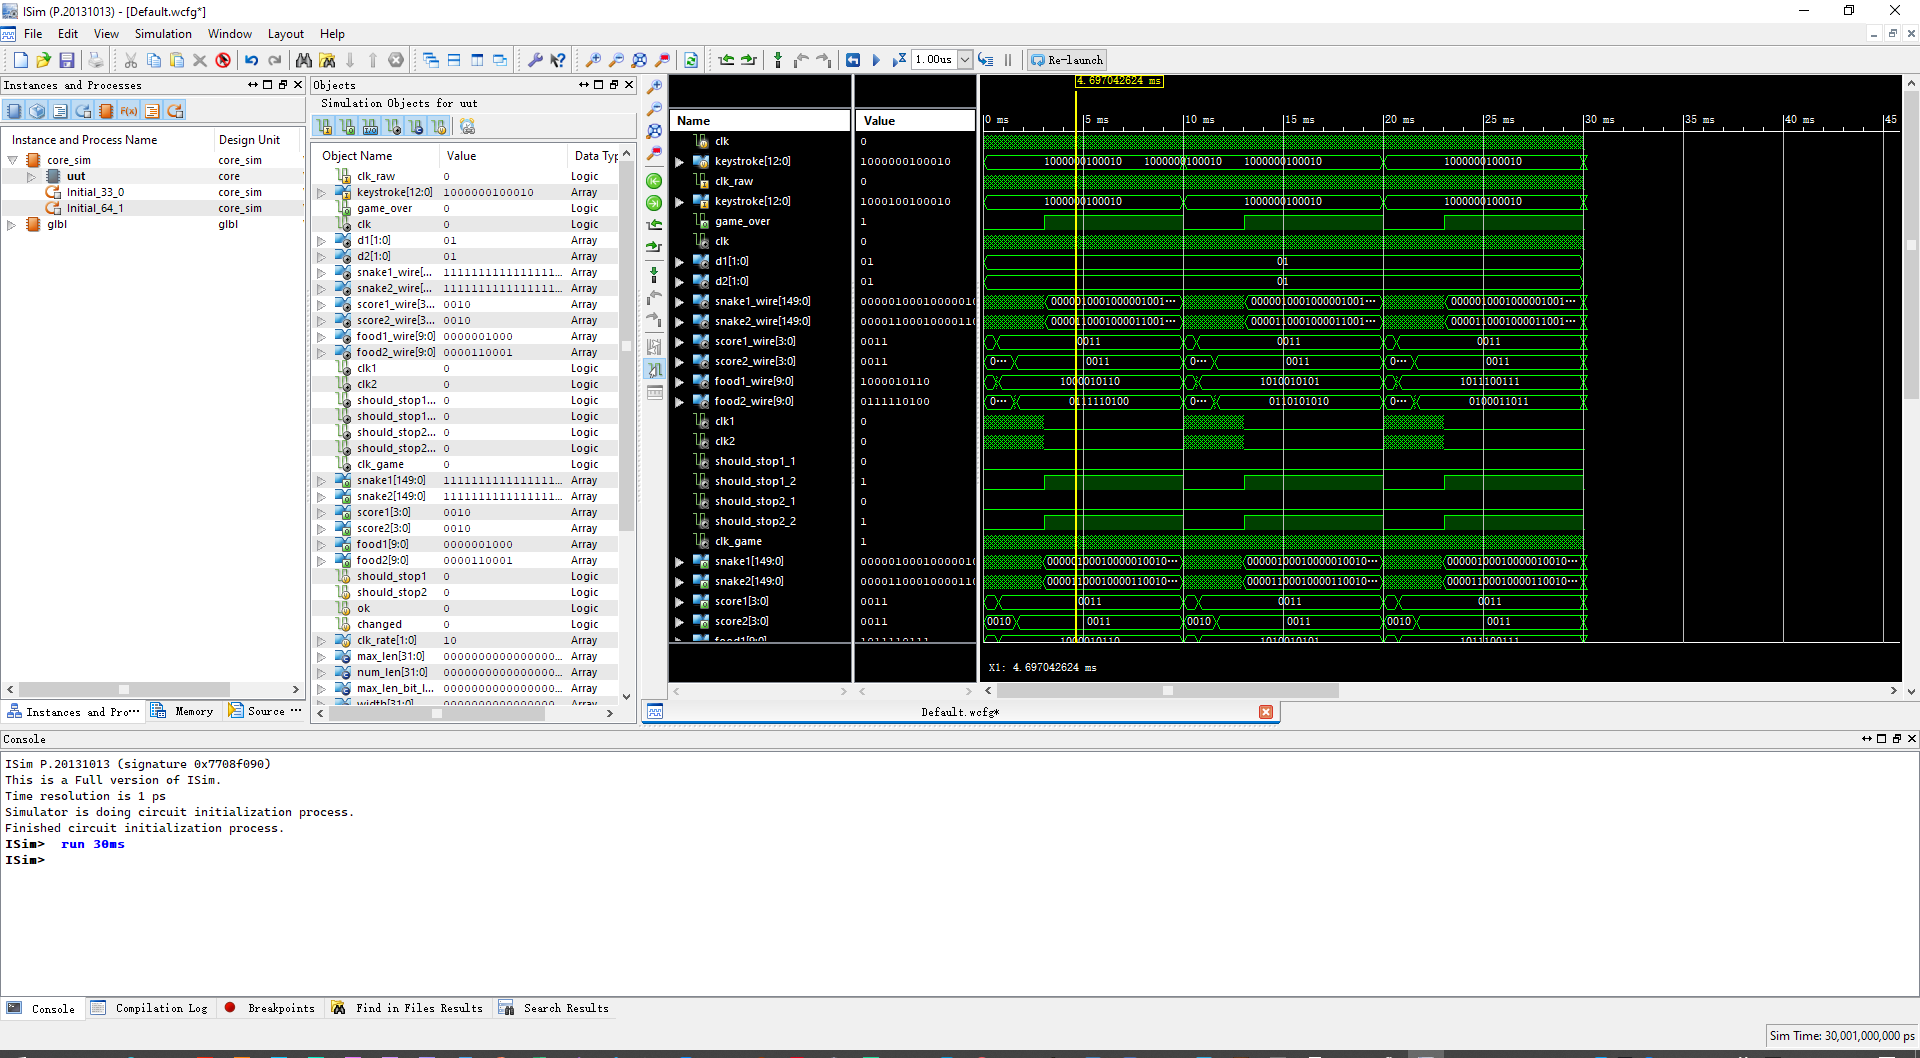 ISim (P.20131013) - [Default.wcfg*]
File Edit View Simulation Window Layout Help
1.00us Re-launch
Instances and Processes
Instance and Process Name Design Unit
core_sim core_sim
uut core
Initial_33_0 core_sim
Initial_64_1 core_sim
glbl glbl
Instances and Pro··· Memory Source ···
Objects
Simulation Objects for uut
Object Name Value Data Typ
clk_raw 0 Logic
keystroke[12:0] 1000000100010 Array
game_over 0 Logic
clk 0 Logic
d1[1:0] 01 Array
d2[1:0] 01 Array
snake1_wire[... 1111111111111111... Array
snake2_wire[... 1111111111111111... Array
score1_wire[3... 0010 Array
score2_wire[3... 0010 Array
food1_wire[9:0] 0000001000 Array
food2_wire[9:0] 0000110001 Array
clk1 0 Logic
clk2 0 Logic
should_stop1... 0 Logic
should_stop1... 0 Logic
should_stop2... 0 Logic
should_stop2... 0 Logic
clk_game 0 Logic
snake1[149:0] 1111111111111111... Array
snake2[149:0] 1111111111111111... Array
score1[3:0] 0010 Array
score2[3:0] 0010 Array
food1[9:0] 0000001000 Array
food2[9:0] 0000110001 Array
should_stop1 0 Logic
should_stop2 0 Logic
ok 0 Logic
changed 0 Logic
clk_rate[1:0] 10 Array
max_len[31:0] 0000000000000000... Array
num_len[31:0] 0000000000000000... Array
max_len_bit_l... 0000000000000000... Array
width[31:0] 0000000000000000... Array
4.697042624 ms
Name Value 0 ms 5 ms 10 ms 15 ms 20 ms 25 ms 30 ms 35 ms 40 ms 45
clk 0
keystroke[12:0] 1000000100010 1000000100010 1000000100010 1000000100010 1000000100010
clk_raw 0
keystroke[12:0] 1000100100010 1000000100010 1000000100010 1000000100010
game_over 1
clk 0
d1[1:0] 01 01
d2[1:0] 01 01
snake1_wire[149:0] 00000100010000010 0000010001000001001··· 0000010001000001001··· 0000010001000001001···
snake2_wire[149:0] 00001100010000110 0000110001000011001··· 0000110001000011001··· 0000110001000011001···
score1_wire[3:0] 0011 0011 0011 0011
score2_wire[3:0] 0011 0··· 0011 0··· 0011 0··· 0011
food1_wire[9:0] 1000010110 1000010110 1010010101 1011100111
food2_wire[9:0] 0111110100 0··· 0111110100 0··· 0110101010 0··· 0100011011
clk1 0
clk2 0
should_stop1_1 0
should_stop1_2 1
should_stop2_1 0
should_stop2_2 1
clk_game 1
snake1[149:0] 00000100010000010 00000100010000010010··· 00000100010000010010··· 00000100010000010010···
snake2[149:0] 00001100010000110 00001100010000110010··· 00001100010000110010··· 00001100010000110010···
score1[3:0] 0011 0011 0011 0011
score2[3:0] 0011 0010 0011 0010 0011 0010 0011
food1[9:0] 1000010110 1010010101 1011100111
X1: 4.697042624 ms
Default.wcfg*
Console
ISim P.20131013 (signature 0x7708f090)
This is a Full version of ISim.
Time resolution is 1 ps
Simulator is doing circuit initialization process.
Finished circuit initialization process.
ISim> run 30ms
ISim>
Console Compilation Log Breakpoints Find in Files Results Search Results
Sim Time: 30,001,000,000 ps